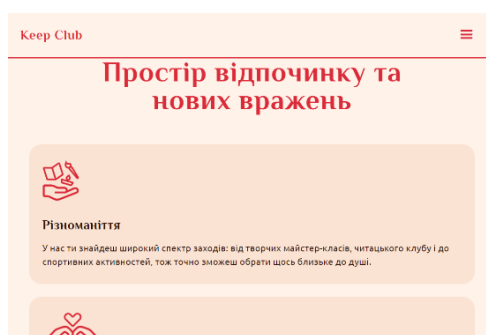 Keep Club
Простір відпочинку та
нових вражень
Різноманіття
У нас ти знайдеш широкий спектр заходів: від творчих майстер-класів, читацького клубу і до
спортивних активностей, тож точно зможеш обрати щось близьке до душі.